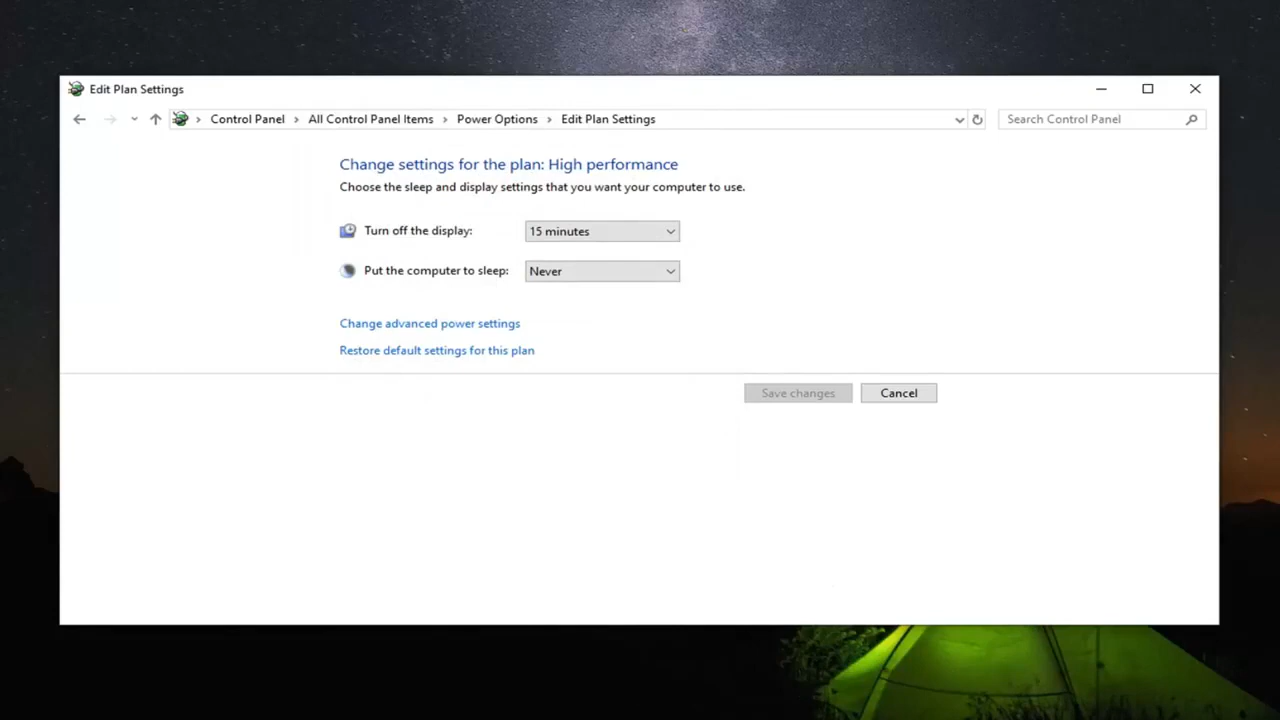 Edit Plan Settings
Control Panel All Control Panel Items Power Options Edit Plan Settings Search Control Panel
Change settings for the plan: High performance
Choose the sleep and display settings that you want your computer to use.
Turn off the display: 15 minutes
Put the computer to sleep: Never
Change advanced power settings
Restore default settings for this plan
Save changes Cancel